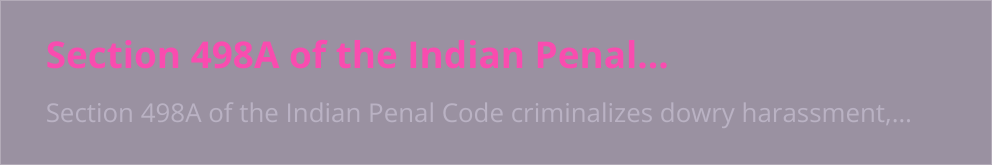 Section 498A of the Indian Penal...
Section 498A of the Indian Penal Code criminalizes dowry harassment,...